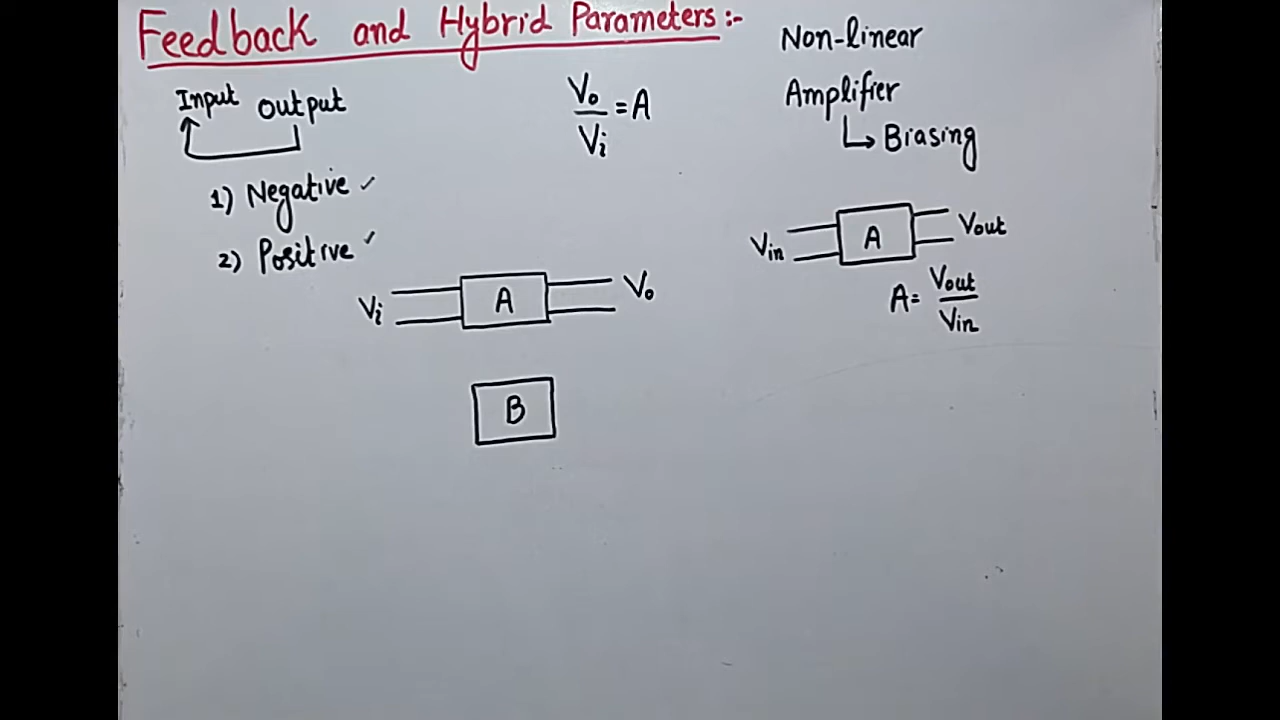 Feedback and Hybrid Parameters :-
Input output
1) Negative ✓
2) Positive ✓
Vo/Vi = A
Vi A Vo
B
Non-linear
Amplifier
↳ Biasing
Vin A Vout
A = Vout/Vin